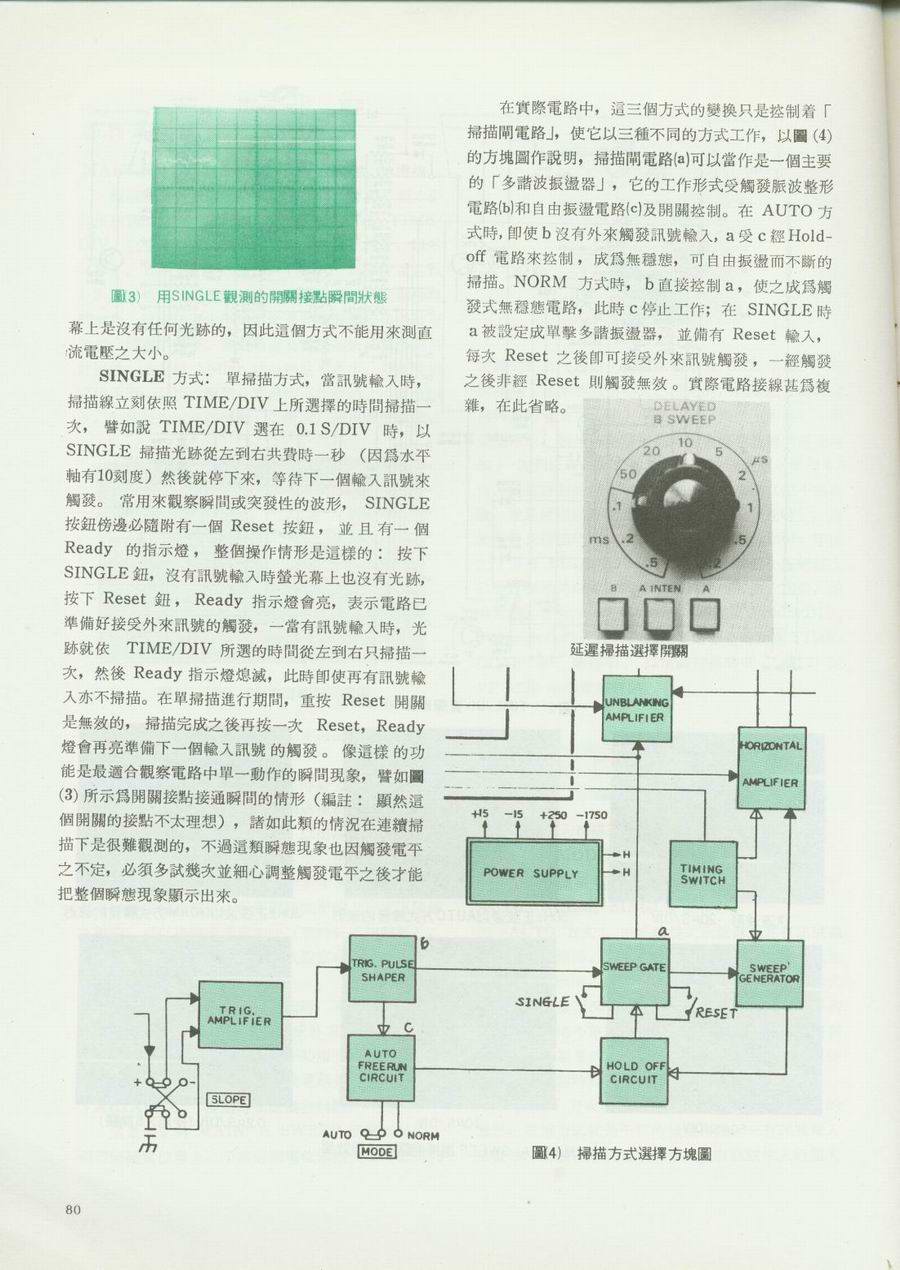 圖(3) 用SINGLE觀測的開關接點瞬間狀態
幕上是沒有任何光跡的，因此這個方式不能用來測直
流電壓之大小。
SINGLE 方式： 單掃描方式，當訊號輸入時，
掃描線立刻依照 TIME/DIV 上所選擇的時間掃描一
次， 譬如說 TIME/DIV 選在 0.1 S/DIV 時，以
SINGLE 掃描光跡從左到右共費時一秒 （因爲水平
軸有10刻度）然後就停下來，等待下一個輸入訊號來
觸發。 常用來觀察瞬間或突發性的波形， SINGLE
按鈕傍邊必隨附有一個 Reset 按鈕， 並且有一個
Ready 的指示燈， 整個操作情形是這樣的： 按下
SINGLE 鈕，沒有訊號輸入時螢光幕上也沒有光跡,
按下 Reset 鈕， Ready 指示燈會亮，表示電路已
準備好接受外來訊號的觸發，一當有訊號輸入時，光
跡就依 TIME/DIV 所選的時間從左到右只掃描一
次，然後 Ready 指示燈熄滅，此時卽使再有訊號輸
入亦不掃描。在單掃描進行期間，重按 Reset 開關
是無效的， 掃描完成之後再按一次 Reset, Ready
燈會再亮準備下一個輸入訊號的觸發。 像這樣的功
能是最適合觀察電路中單一動作的瞬間現象，譬如圖
(3) 所示爲開關接點接通瞬間的情形（編註： 顯然這
個開關的接點不太理想），諸如此類的情況在連續掃
描下是很難觀測的，不過這類瞬態現象也因觸發電平
之不定，必須多試幾次並細心調整觸發電平之後才能
把整個瞬態現象顯示出來。
在實際電路中，這三個方式的變換只是控制着「
掃描閘電路」，使它以三種不同的方式工作，以圖 (4)
的方塊圖作說明，掃描閘電路(a)可以當作是一個主要
的「多諧波振盪器」，它的工作形式受觸發脈波整形
電路(b)和自由振盪電路(c)及開關控制。在 AUTO 方
式時,卽使 b 沒有外來觸發訊號輸入, a 受 c 經 Hold-
off 電路來控制，成爲無穩態，可自由振盪而不斷的
掃描。NORM 方式時， b 直接控制 a，使之成爲觸
發式無穩態電路，此時 c 停止工作；在 SINGLE 時
a 被設定成單擊多諧振盪器， 並備有 Reset 輸入，
每次 Reset 之後卽可接受外來訊號觸發，一經觸發
之後非經 Reset 則觸發無效。實際電路接線甚爲複
雜，在此省略。
DELAYED
B SWEEP
50 20 10 5 2 μs
.1 1
ms .2 .5
.5 .2
B A INTEN A
延遲掃描選擇開關
UNBLANKING
AMPLIFIER
HORIZONTAL
AMPLIFIER
+15 -15 +250 -1750
POWER SUPPLY
H
H
TIMING
SWITCH
a
SWEEP GATE
SWEEP
GENERATOR
SINGLE
RESET
b
TRIG. PULSE
SHAPER
TRIG.
AMPLIFIER
c
AUTO
FREERUN
CIRCUIT
HOLD OFF
CIRCUIT
+ -
SLOPE
AUTO NORM
MODE
圖(4) 掃描方式選擇方塊圖
80